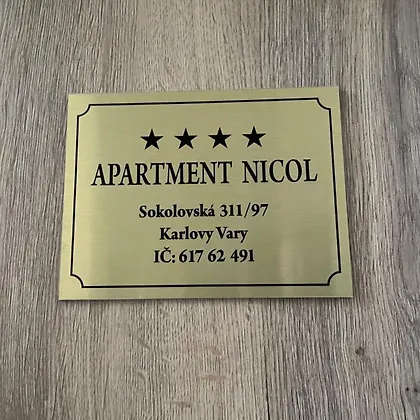 ★ ★ ★ ★
APARTMENT NICOL
Sokolovská 311/97
Karlovy Vary
IČ: 617 62 491